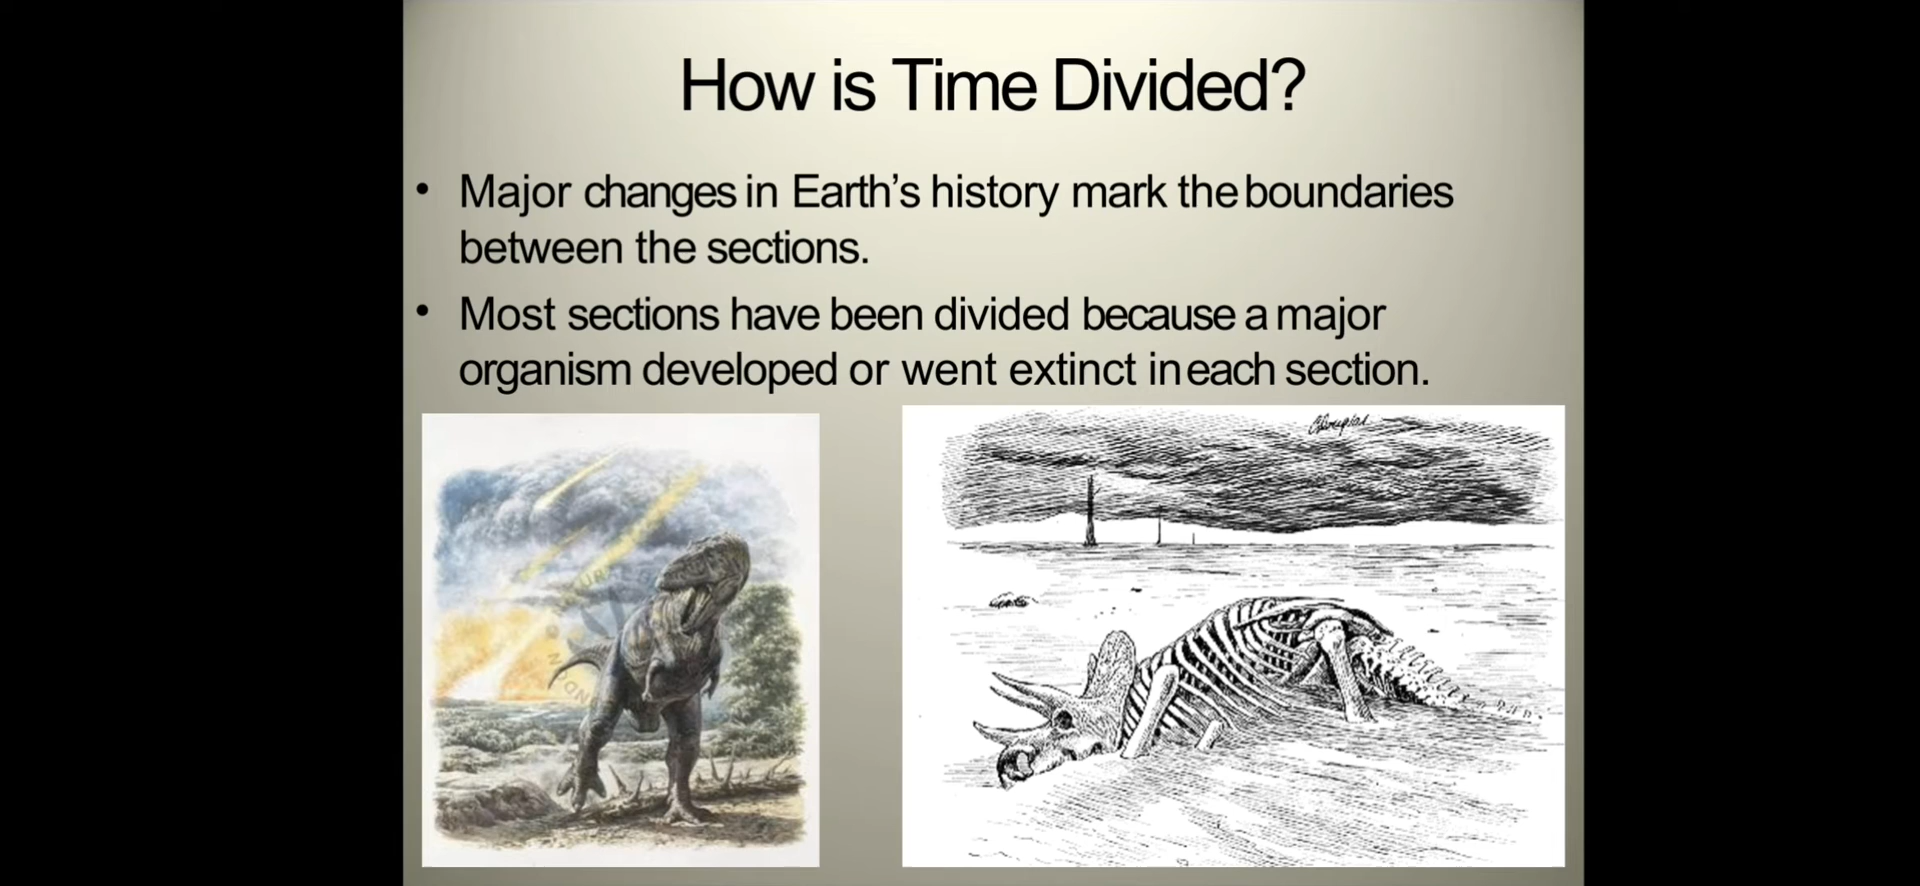 How is Time Divided?
• Major changes in Earth’s history mark the boundaries
between the sections.
• Most sections have been divided because a major
organism developed or went extinct in each section.